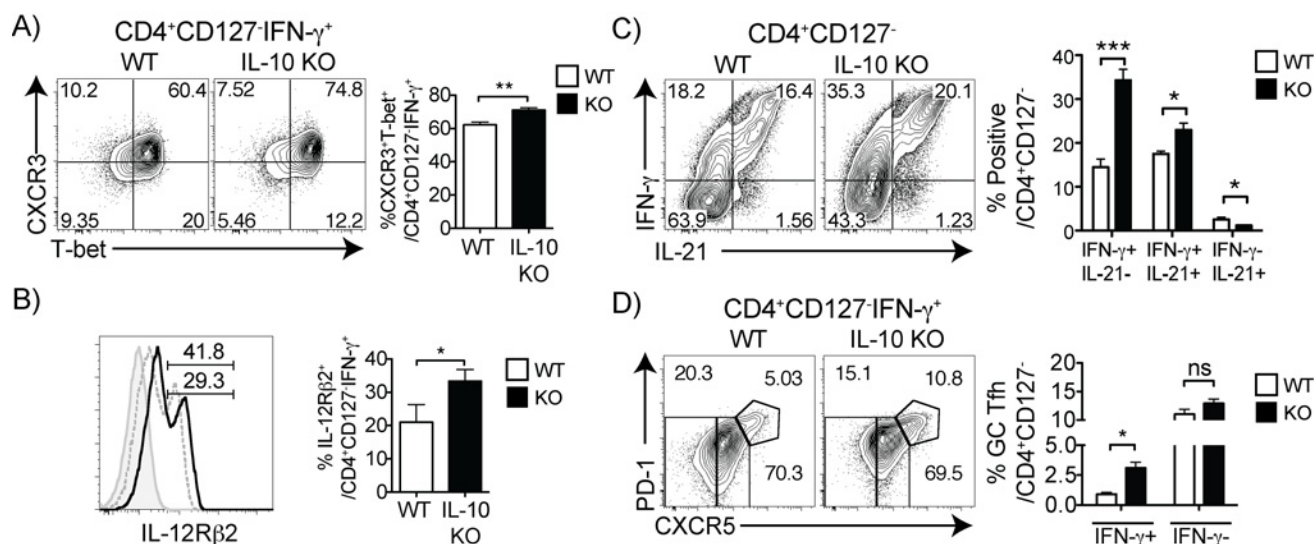 A)
CD4⁺CD127⁻IFN-γ⁺
WT
IL-10 KO
10.2
60.4
7.52
74.8
9.35
20
5.46
12.2
CXCR3
T-bet
%CXCR3⁺T-bet⁺
/CD4⁺CD127⁻IFN-γ⁺
80
60
40
20
0
**
WT
IL-10
KO
WT
KO
B)
41.8
29.3
IL-12Rβ2
% IL-12Rβ2⁺
/CD4⁺CD127⁻IFN-γ⁺
40
30
20
10
0
*
WT
IL-10
KO
WT
KO
C)
CD4⁺CD127⁻
WT
IL-10 KO
18.2
16.4
35.3
20.1
63.9
1.56
43.3
1.23
IFN-γ
IL-21
% Positive
/CD4⁺CD127⁻
40
30
20
10
0
***
*
*
IFN-γ+
IL-21-
IFN-γ+
IL-21+
IFN-γ-
IL-21+
WT
KO
D)
CD4⁺CD127⁻IFN-γ⁺
WT
IL-10 KO
20.3
5.03
15.1
10.8
70.3
69.5
PD-1
CXCR5
% GC Tfh
/CD4⁺CD127⁻
20
15
10
5.0
2.5
0.0
*
ns
IFN-γ+
IFN-γ-
WT
KO